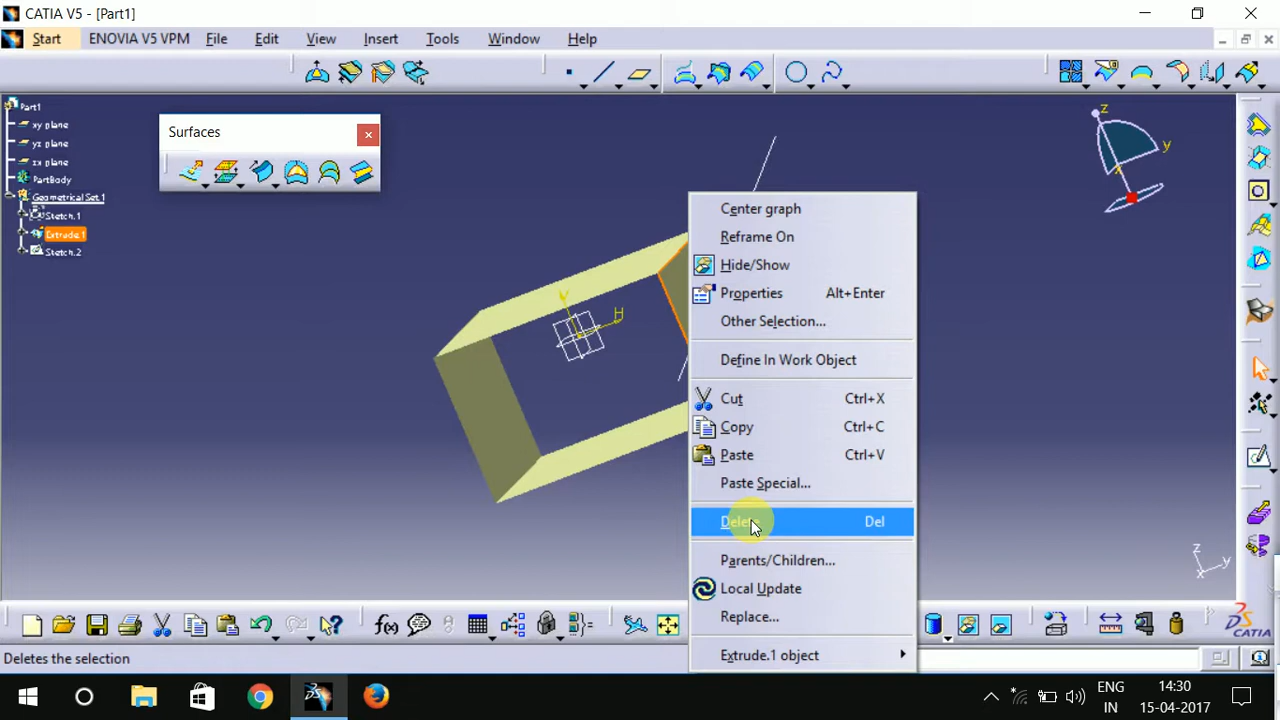 CATIA V5 - [Part1]
Start ENOVIA V5 VPM File Edit View Insert Tools Window Help
Surfaces
Part1
xy plane
yz plane
zx plane
PartBody
Geometrical Set.1
Sketch.1
Extrude.1
Sketch.2
V
H
z
y
x
Center graph
Reframe On
Hide/Show
Properties Alt+Enter
Other Selection...
Define In Work Object
Cut Ctrl+X
Copy Ctrl+C
Paste Ctrl+V
Paste Special...
Delete Del
Parents/Children...
Local Update
Replace...
Extrude.1 object
z
y
x
f(x)
CATIA
Deletes the selection
ENG
IN
14:30
15-04-2017